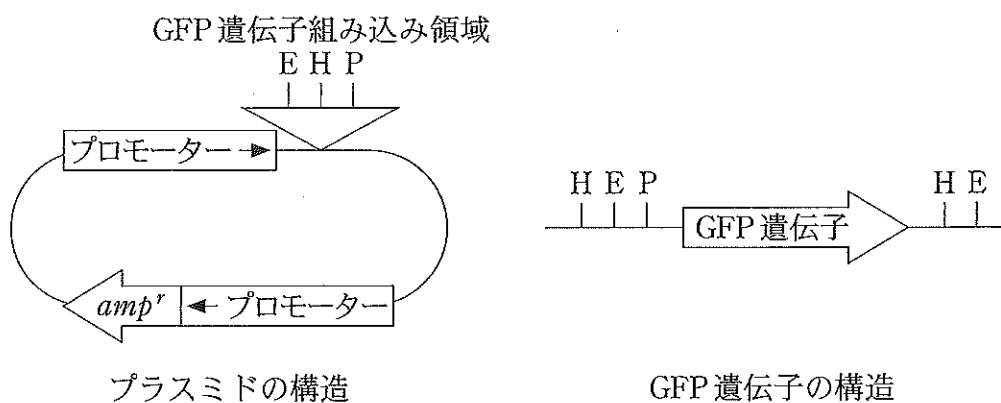 GFP遺伝子組み込み領域
E H P
プロモーター
amp^r プロモーター
プラスミドの構造
H E P
H E
GFP遺伝子
GFP遺伝子の構造